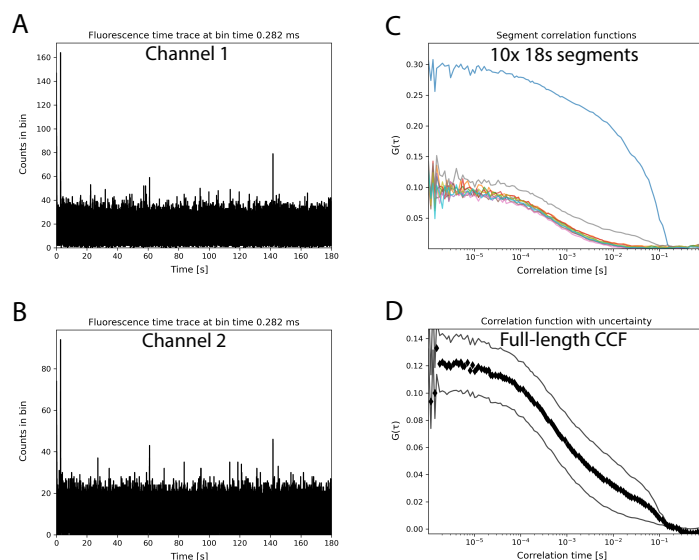 A
Fluorescence time trace at bin time 0.282 ms
Channel 1
160
140
120
100
80
60
40
20
0
Counts in bin
0 20 40 60 80 100 120 140 160 180
Time [s]
B
Fluorescence time trace at bin time 0.282 ms
Channel 2
80
60
40
20
0
Counts in bin
0 20 40 60 80 100 120 140 160 180
Time [s]
C
Segment correlation functions
10x 18s segments
0.30
0.25
0.20
0.15
0.10
0.05
G(τ)
10⁻⁵ 10⁻⁴ 10⁻³ 10⁻² 10⁻¹
Correlation time [s]
D
Correlation function with uncertainty
Full-length CCF
0.14
0.12
0.10
0.08
0.06
0.04
0.02
0.00
G(τ)
10⁻⁵ 10⁻⁴ 10⁻³ 10⁻² 10⁻¹
Correlation time [s]